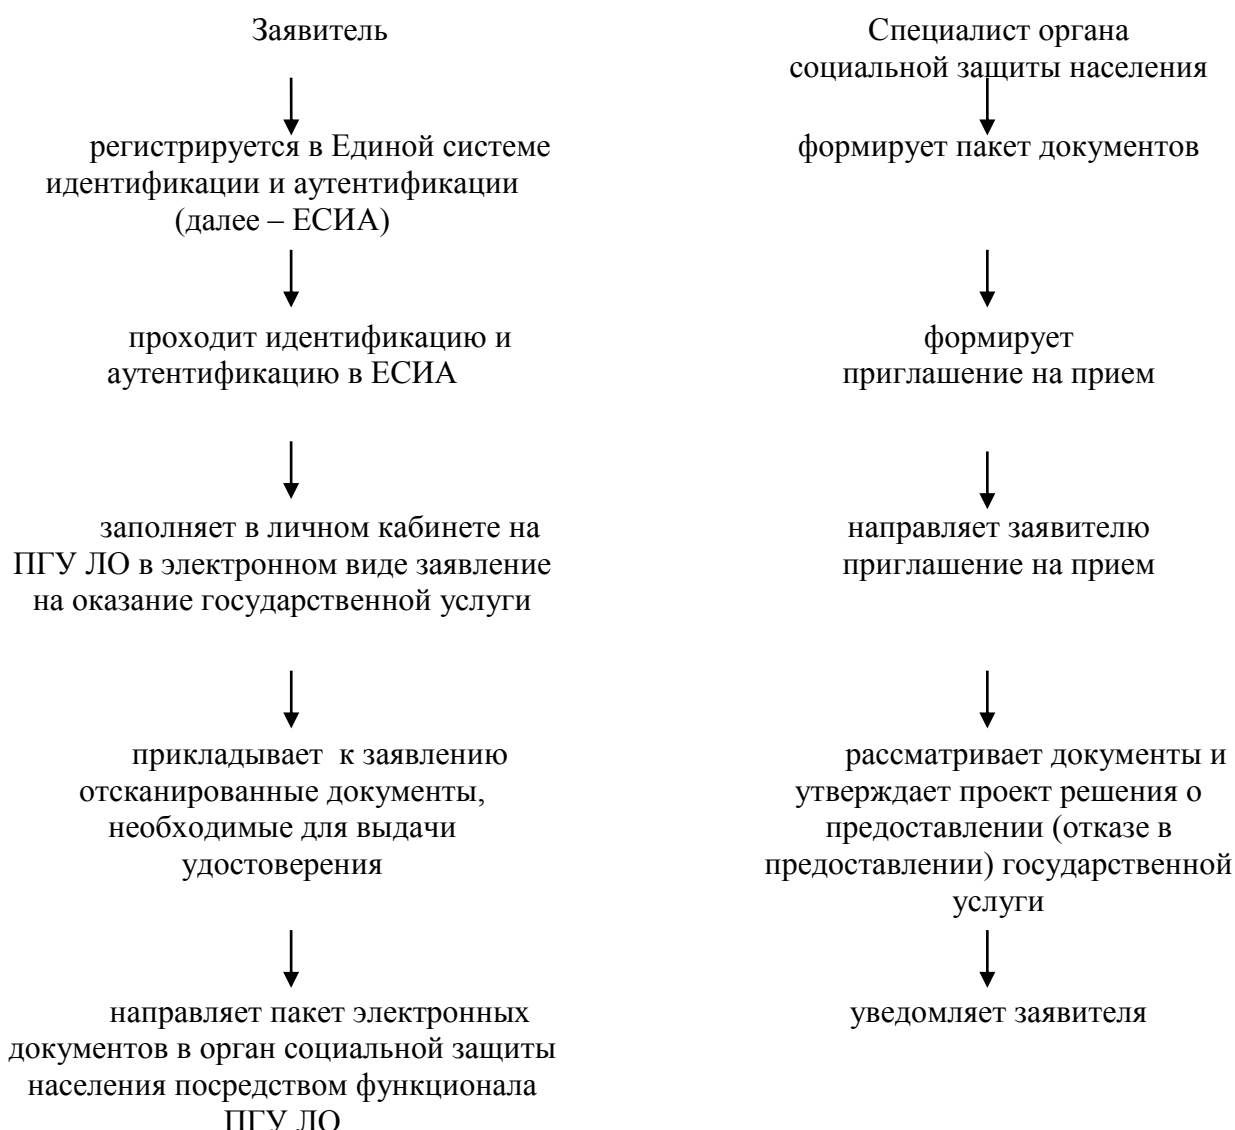 Заявитель
регистрируется в Единой системе
идентификации и аутентификации
(далее – ЕСИА)
проходит идентификацию и
аутентификацию в ЕСИА
заполняет в личном кабинете на
ПГУ ЛО в электронном виде заявление
на оказание государственной услуги
прикладывает к заявлению
отсканированные документы,
необходимые для выдачи
удостоверения
направляет пакет электронных
документов в орган социальной защиты
населения посредством функционала
ПГУ ЛО
Специалист органа
социальной защиты населения
формирует пакет документов
формирует
приглашение на прием
направляет заявителю
приглашение на прием
рассматривает документы и
утверждает проект решения о
предоставлении (отказе в
предоставлении) государственной
услуги
уведомляет заявителя